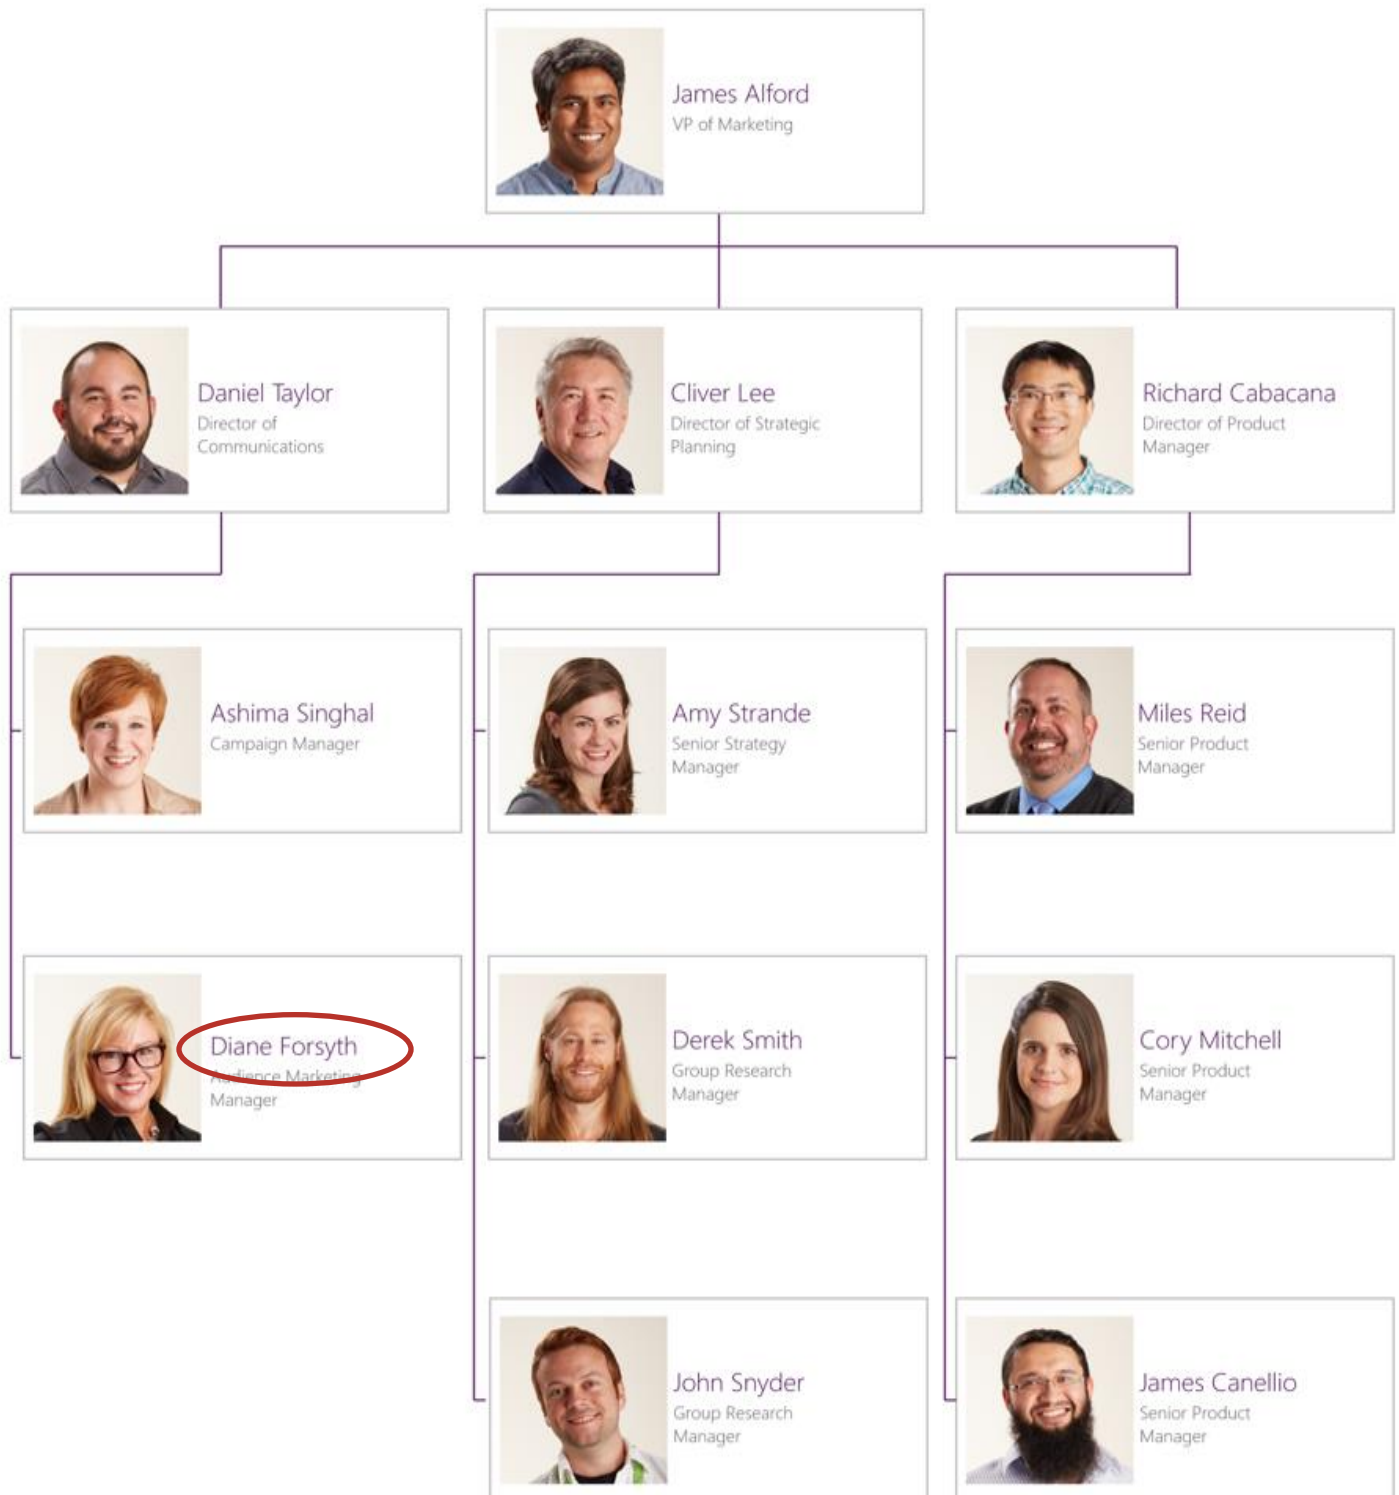 James Alford
VP of Marketing
Daniel Taylor
Director of
Communications
Cliver Lee
Director of Strategic
Planning
Richard Cabacana
Director of Product
Manager
Ashima Singhal
Campaign Manager
Amy Strande
Senior Strategy
Manager
Miles Reid
Senior Product
Manager
Diane Forsyth
Audience Marketing
Manager
Derek Smith
Group Research
Manager
Cory Mitchell
Senior Product
Manager
John Snyder
Group Research
Manager
James Canellio
Senior Product
Manager